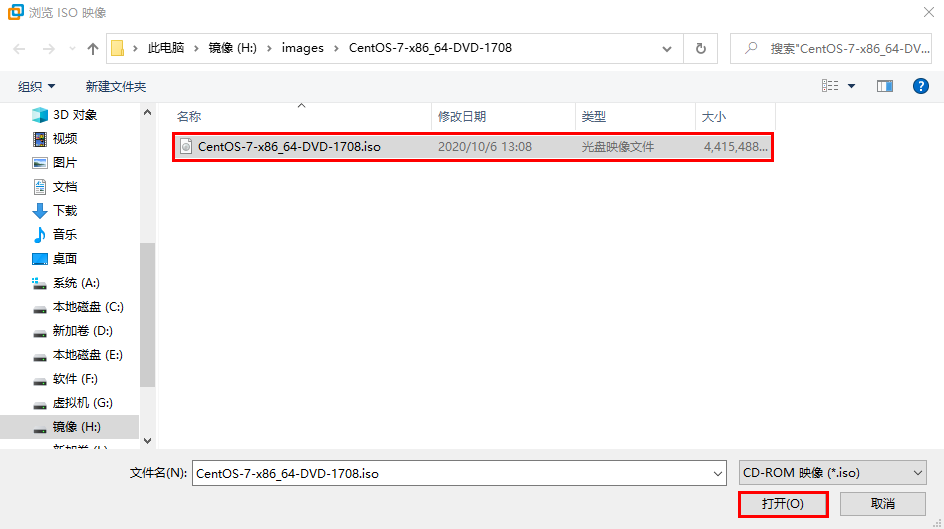 浏览 ISO 映像
此电脑 > 镜像 (H:) > images > CentOS-7-x86_64-DVD-1708
搜索"CentOS-7-x86_64-DV...
组织 新建文件夹
名称 修改日期 类型 大小
CentOS-7-x86_64-DVD-1708.iso 2020/10/6 13:08 光盘映像文件 4,415,488...
3D 对象
视频
图片
文档
下载
音乐
桌面
系统 (A:)
本地磁盘 (C:)
新加卷 (D:)
本地磁盘 (E:)
软件 (F:)
虚拟机 (G:)
镜像 (H:)
文件名(N): CentOS-7-x86_64-DVD-1708.iso CD-ROM 映像 (*.iso)
打开(O) 取消